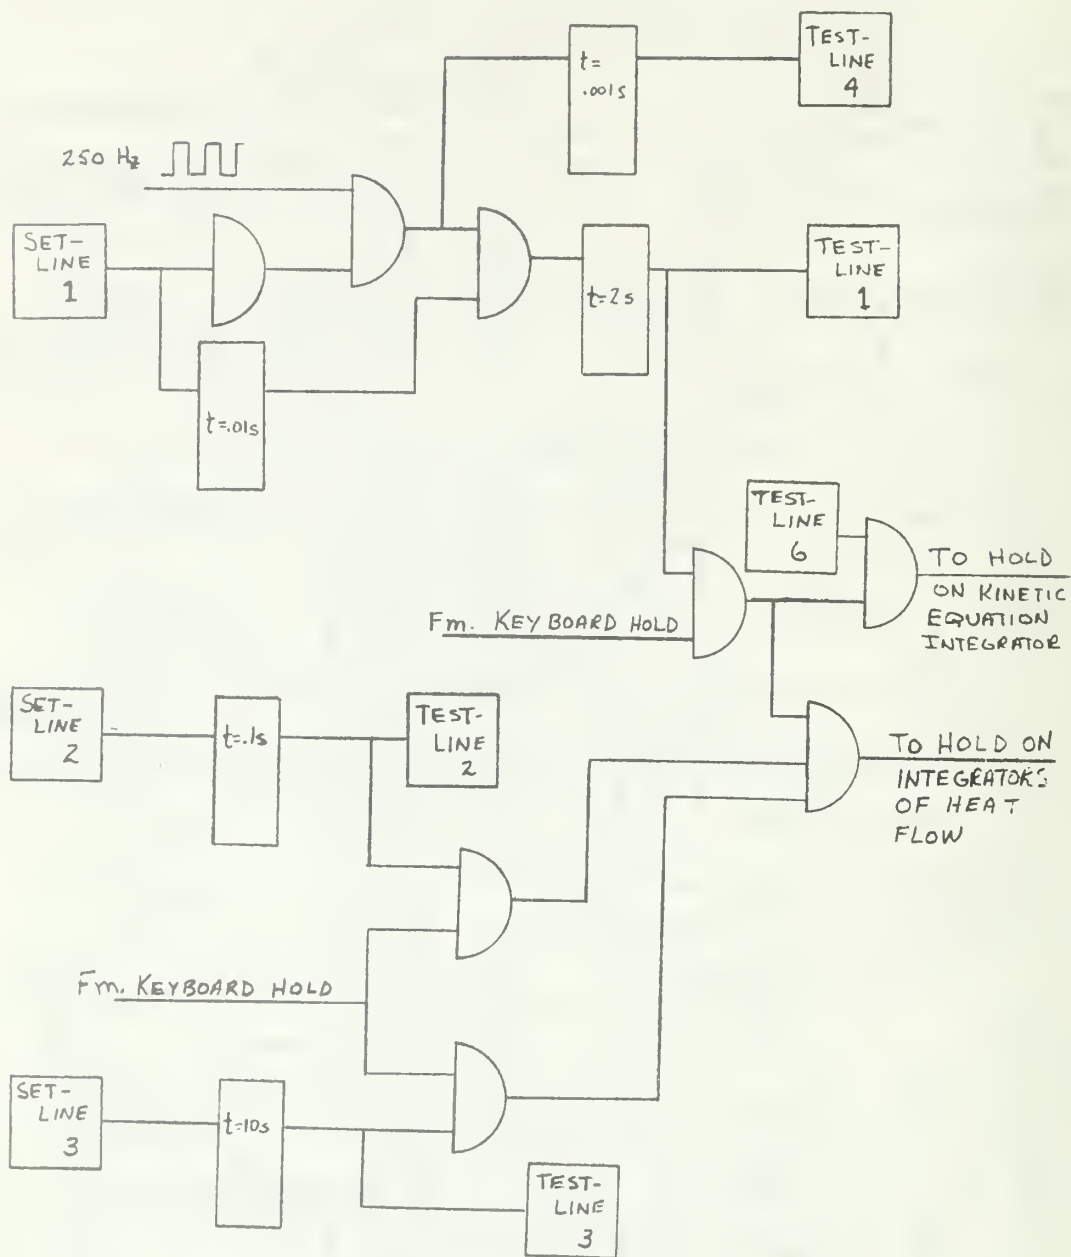 t=
.001s
TEST-
LINE
4
250 Hz
SET-
LINE
1
t=.01s
t=2s
TEST-
LINE
1
TEST-
LINE
6
TO HOLD
ON KINETIC
EQUATION
INTEGRATOR
Fm. KEYBOARD HOLD
SET-
LINE
2
t=.1s
TEST-
LINE
2
TO HOLD ON
INTEGRATORS
OF HEAT
FLOW
Fm. KEYBOARD HOLD
SET-
LINE
3
t=10s
TEST-
LINE
3